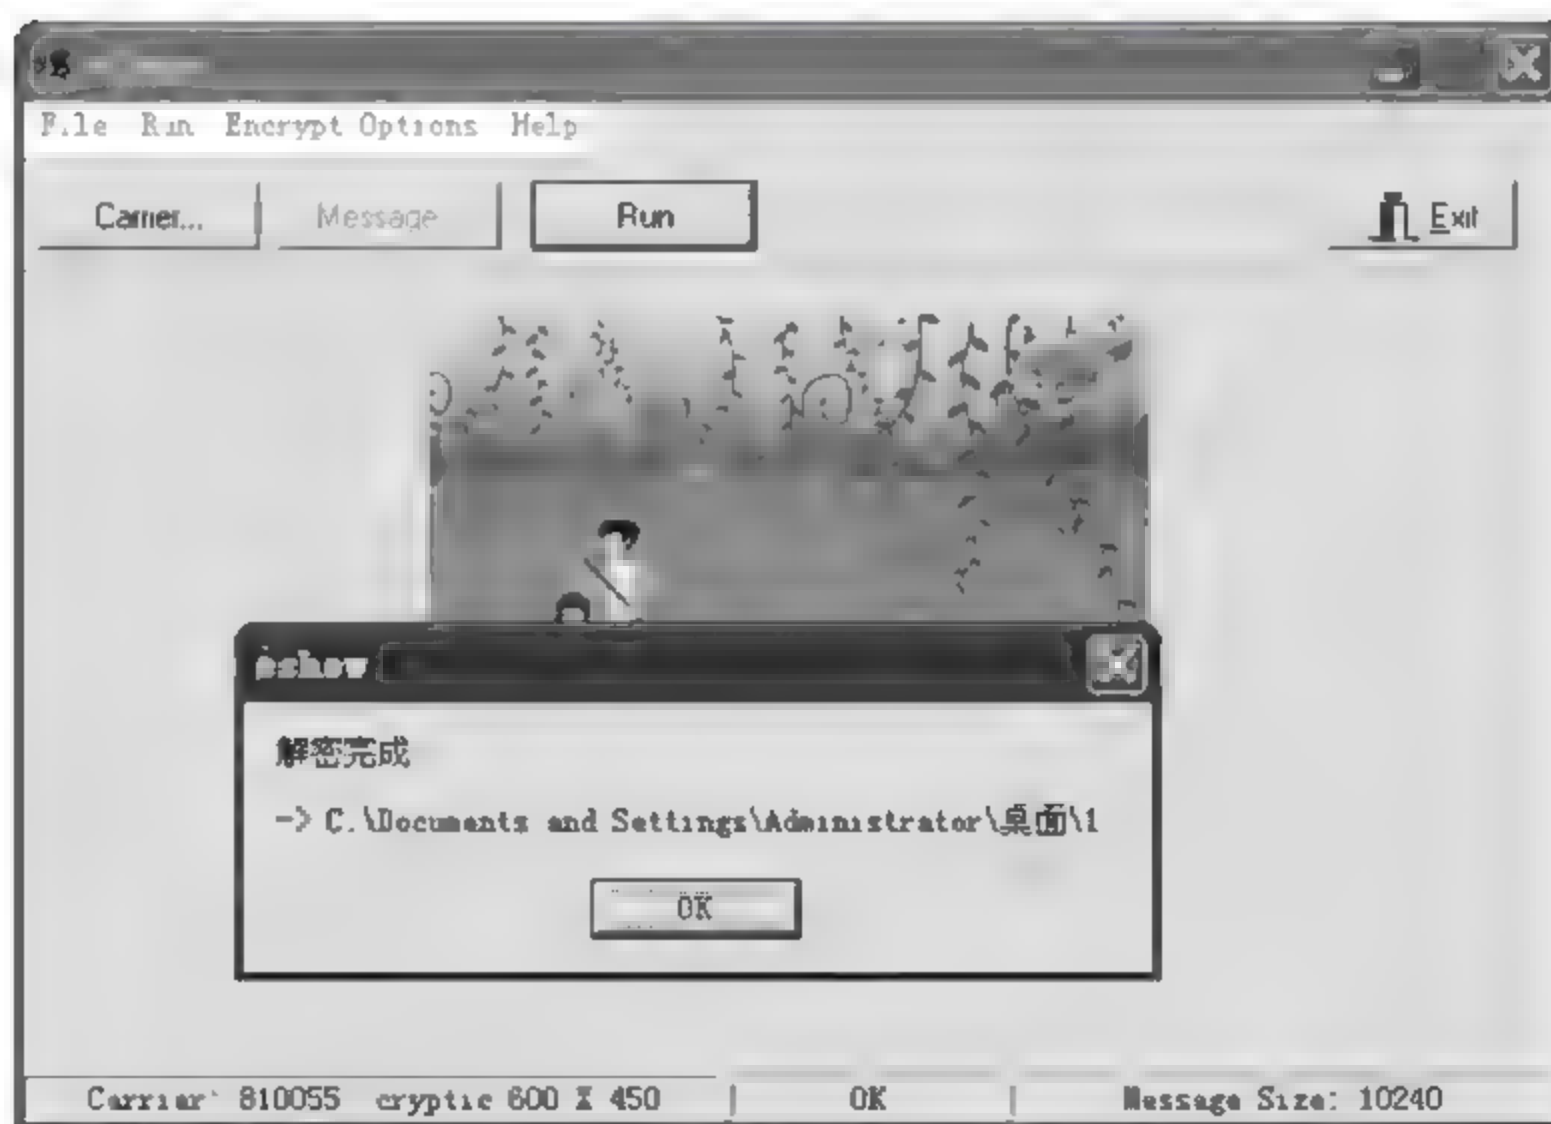 File Run Encrypt Options Help
Carrier... Message Run Exit
eshow
解密完成
-> C:\Documents and Settings\Administrator\桌面\1
OK
Carrier: 810055 cryptic 600 X 450 | OK | Message Size: 10240